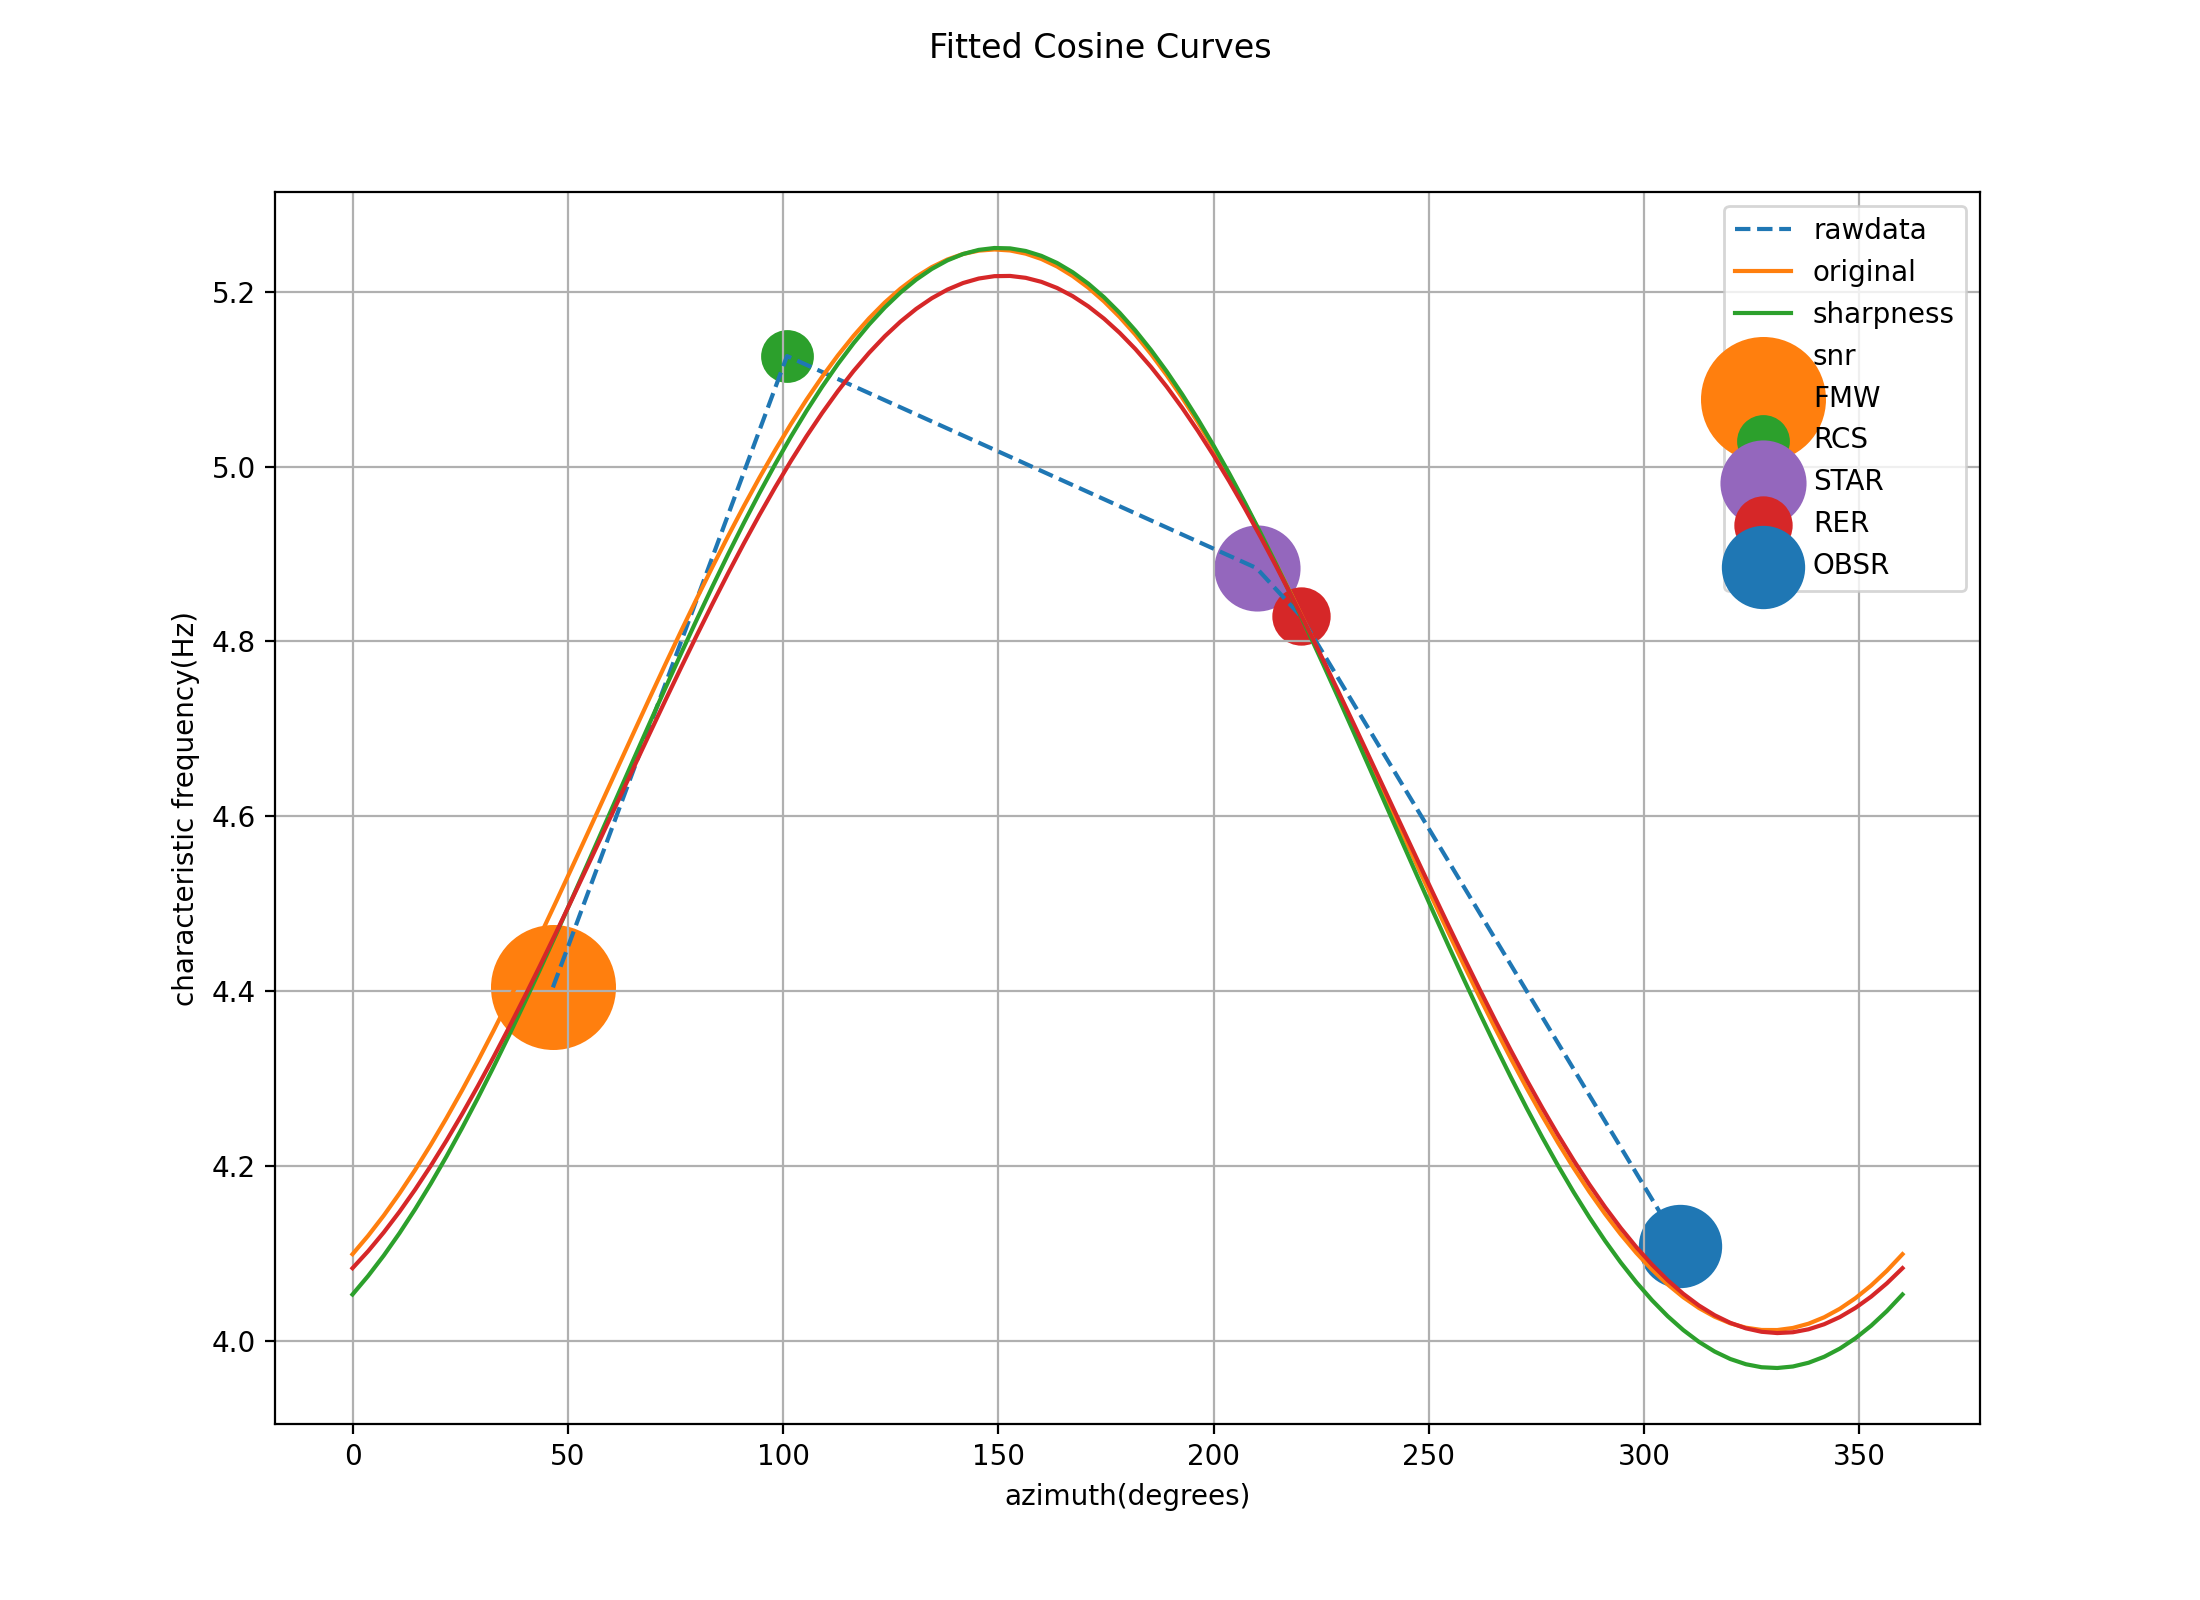 Fitted Cosine Curves
rawdata
original
sharpness
snr
FMW
RCS
STAR
RER
OBSR
characteristic frequency(Hz)
5.2
5.0
4.8
4.6
4.4
4.2
4.0
0 50 100 150 200 250 300 350
azimuth(degrees)